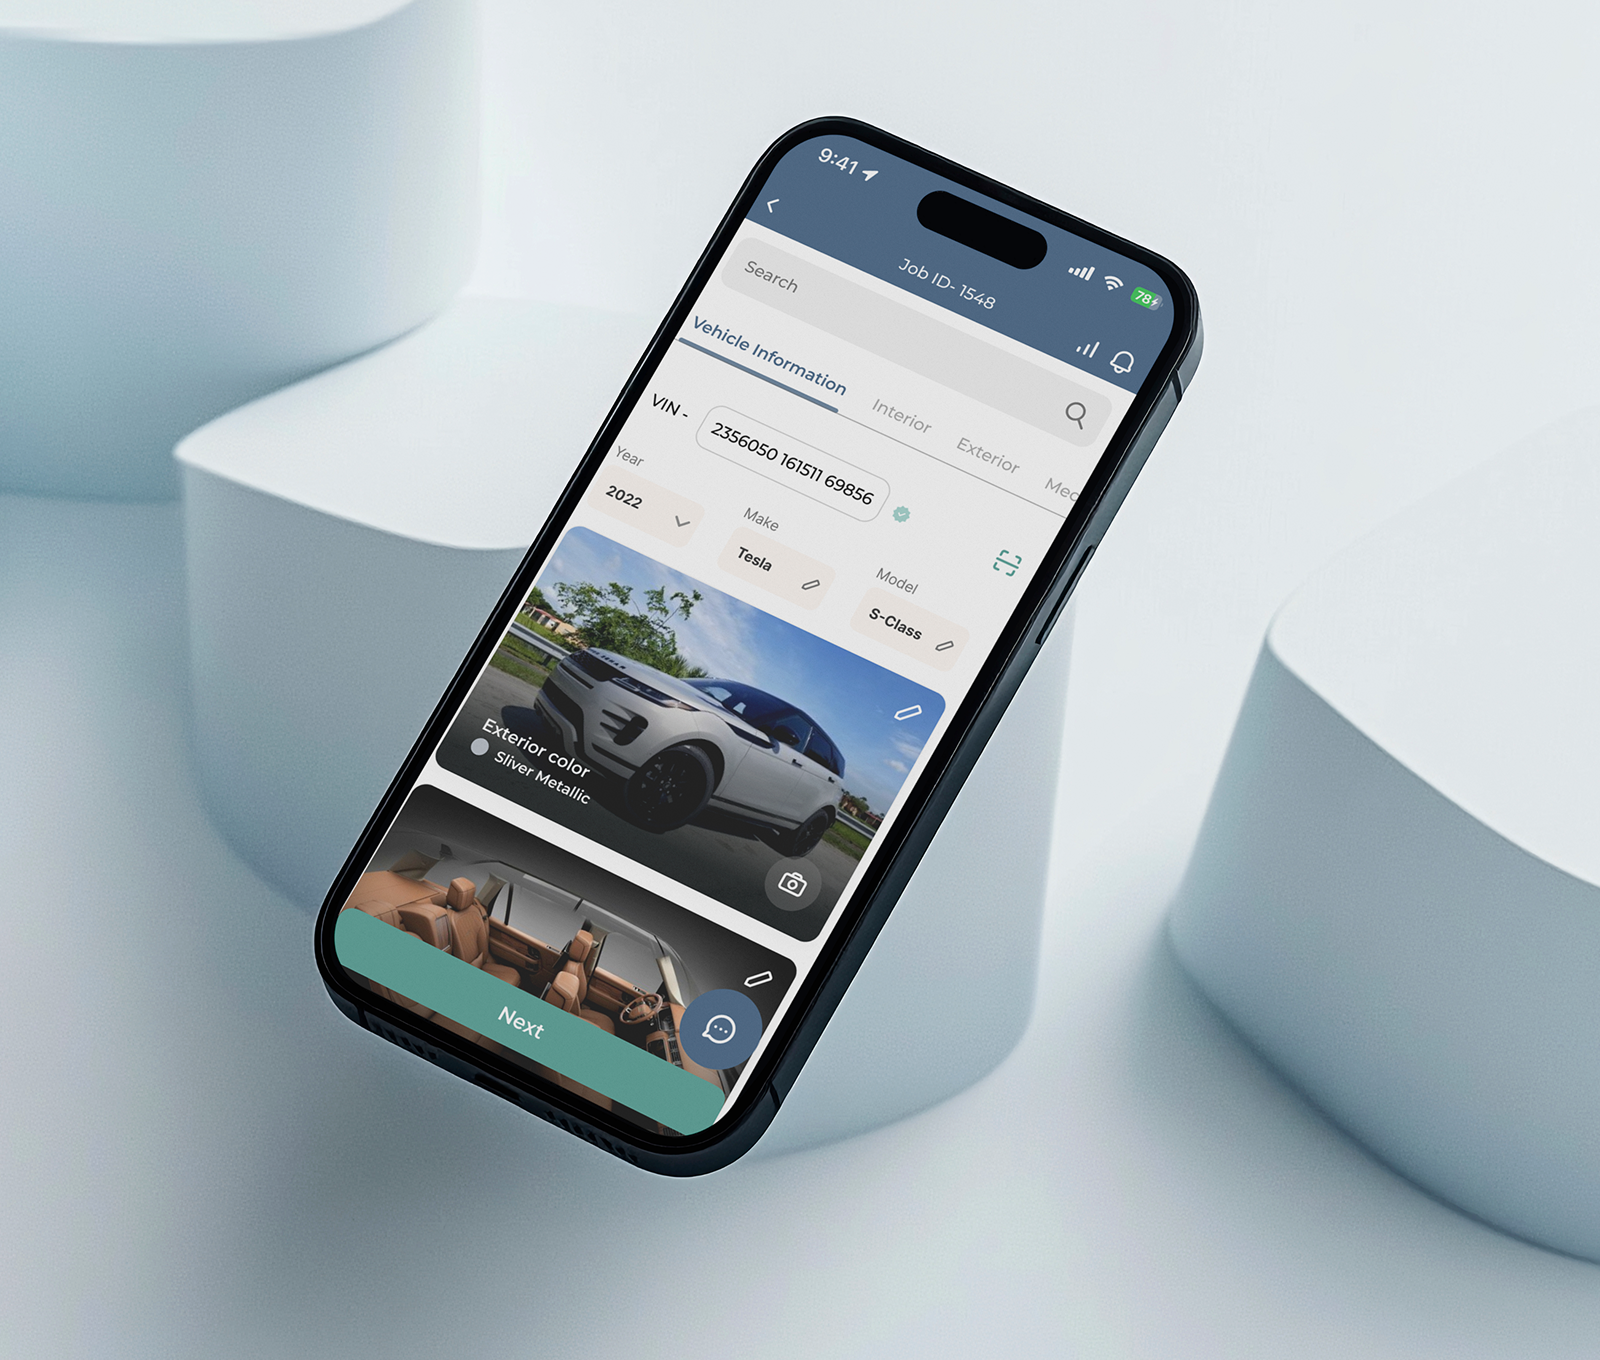 9:41
78
Job ID- 1548
Search
Vehicle Information
Interior
Exterior
Mec
VIN -
2356050 161511 69856
Year
2022
Make
Tesla
Model
S-Class
Exterior color
Sliver Metallic
Next